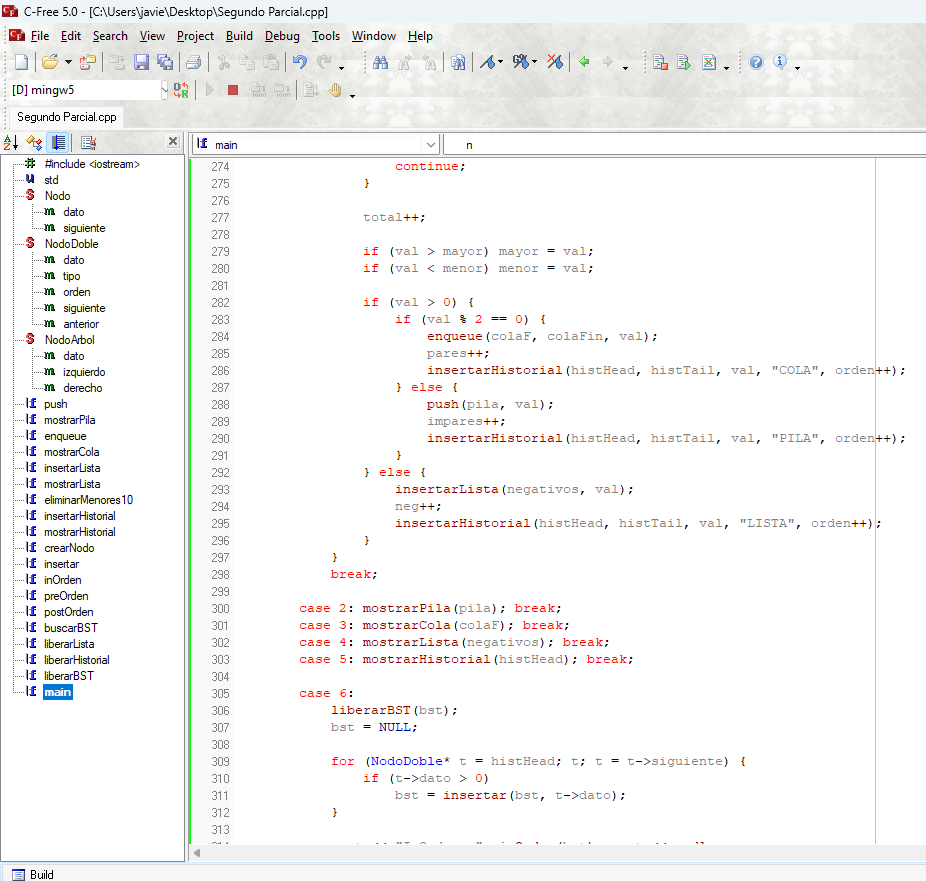 C-Free 5.0 - [C:\Users\javie\Desktop\Segundo Parcial.cpp]
File Edit Search View Project Build Debug Tools Window Help
[D] mingw5
Segundo Parcial.cpp
main
n
#include <iostream>
std
Nodo
dato
siguiente
NodoDoble
dato
tipo
orden
siguiente
anterior
NodoArbol
dato
izquierdo
derecho
push
mostrarPila
enqueue
mostrarCola
insertarLista
mostrarLista
eliminarMenores10
insertarHistorial
mostrarHistorial
crearNodo
insertar
inOrden
preOrden
postOrden
buscarBST
liberarLista
liberarHistorial
liberarBST
main
274 continue;
275 }
276
277 total++;
278
279 if (val > mayor) mayor = val;
280 if (val < menor) menor = val;
281
282 if (val > 0) {
283 if (val % 2 == 0) {
284 enqueue(colaF, colaFin, val);
285 pares++;
286 insertarHistorial(histHead, histTail, val, "COLA", orden++);
287 } else {
288 push(pila, val);
289 impares++;
290 insertarHistorial(histHead, histTail, val, "PILA", orden++);
291 }
292 } else {
293 insertarLista(negativos, val);
294 neg++;
295 insertarHistorial(histHead, histTail, val, "LISTA", orden++);
296 }
297 }
298 break;
299
300 case 2: mostrarPila(pila); break;
301 case 3: mostrarCola(colaF); break;
302 case 4: mostrarLista(negativos); break;
303 case 5: mostrarHistorial(histHead); break;
304
305 case 6:
306 liberarBST(bst);
307 bst = NULL;
308
309 for (NodoDoble* t = histHead; t; t = t->siguiente) {
310 if (t->dato > 0)
311 bst = insertar(bst, t->dato);
312 }
313
Build